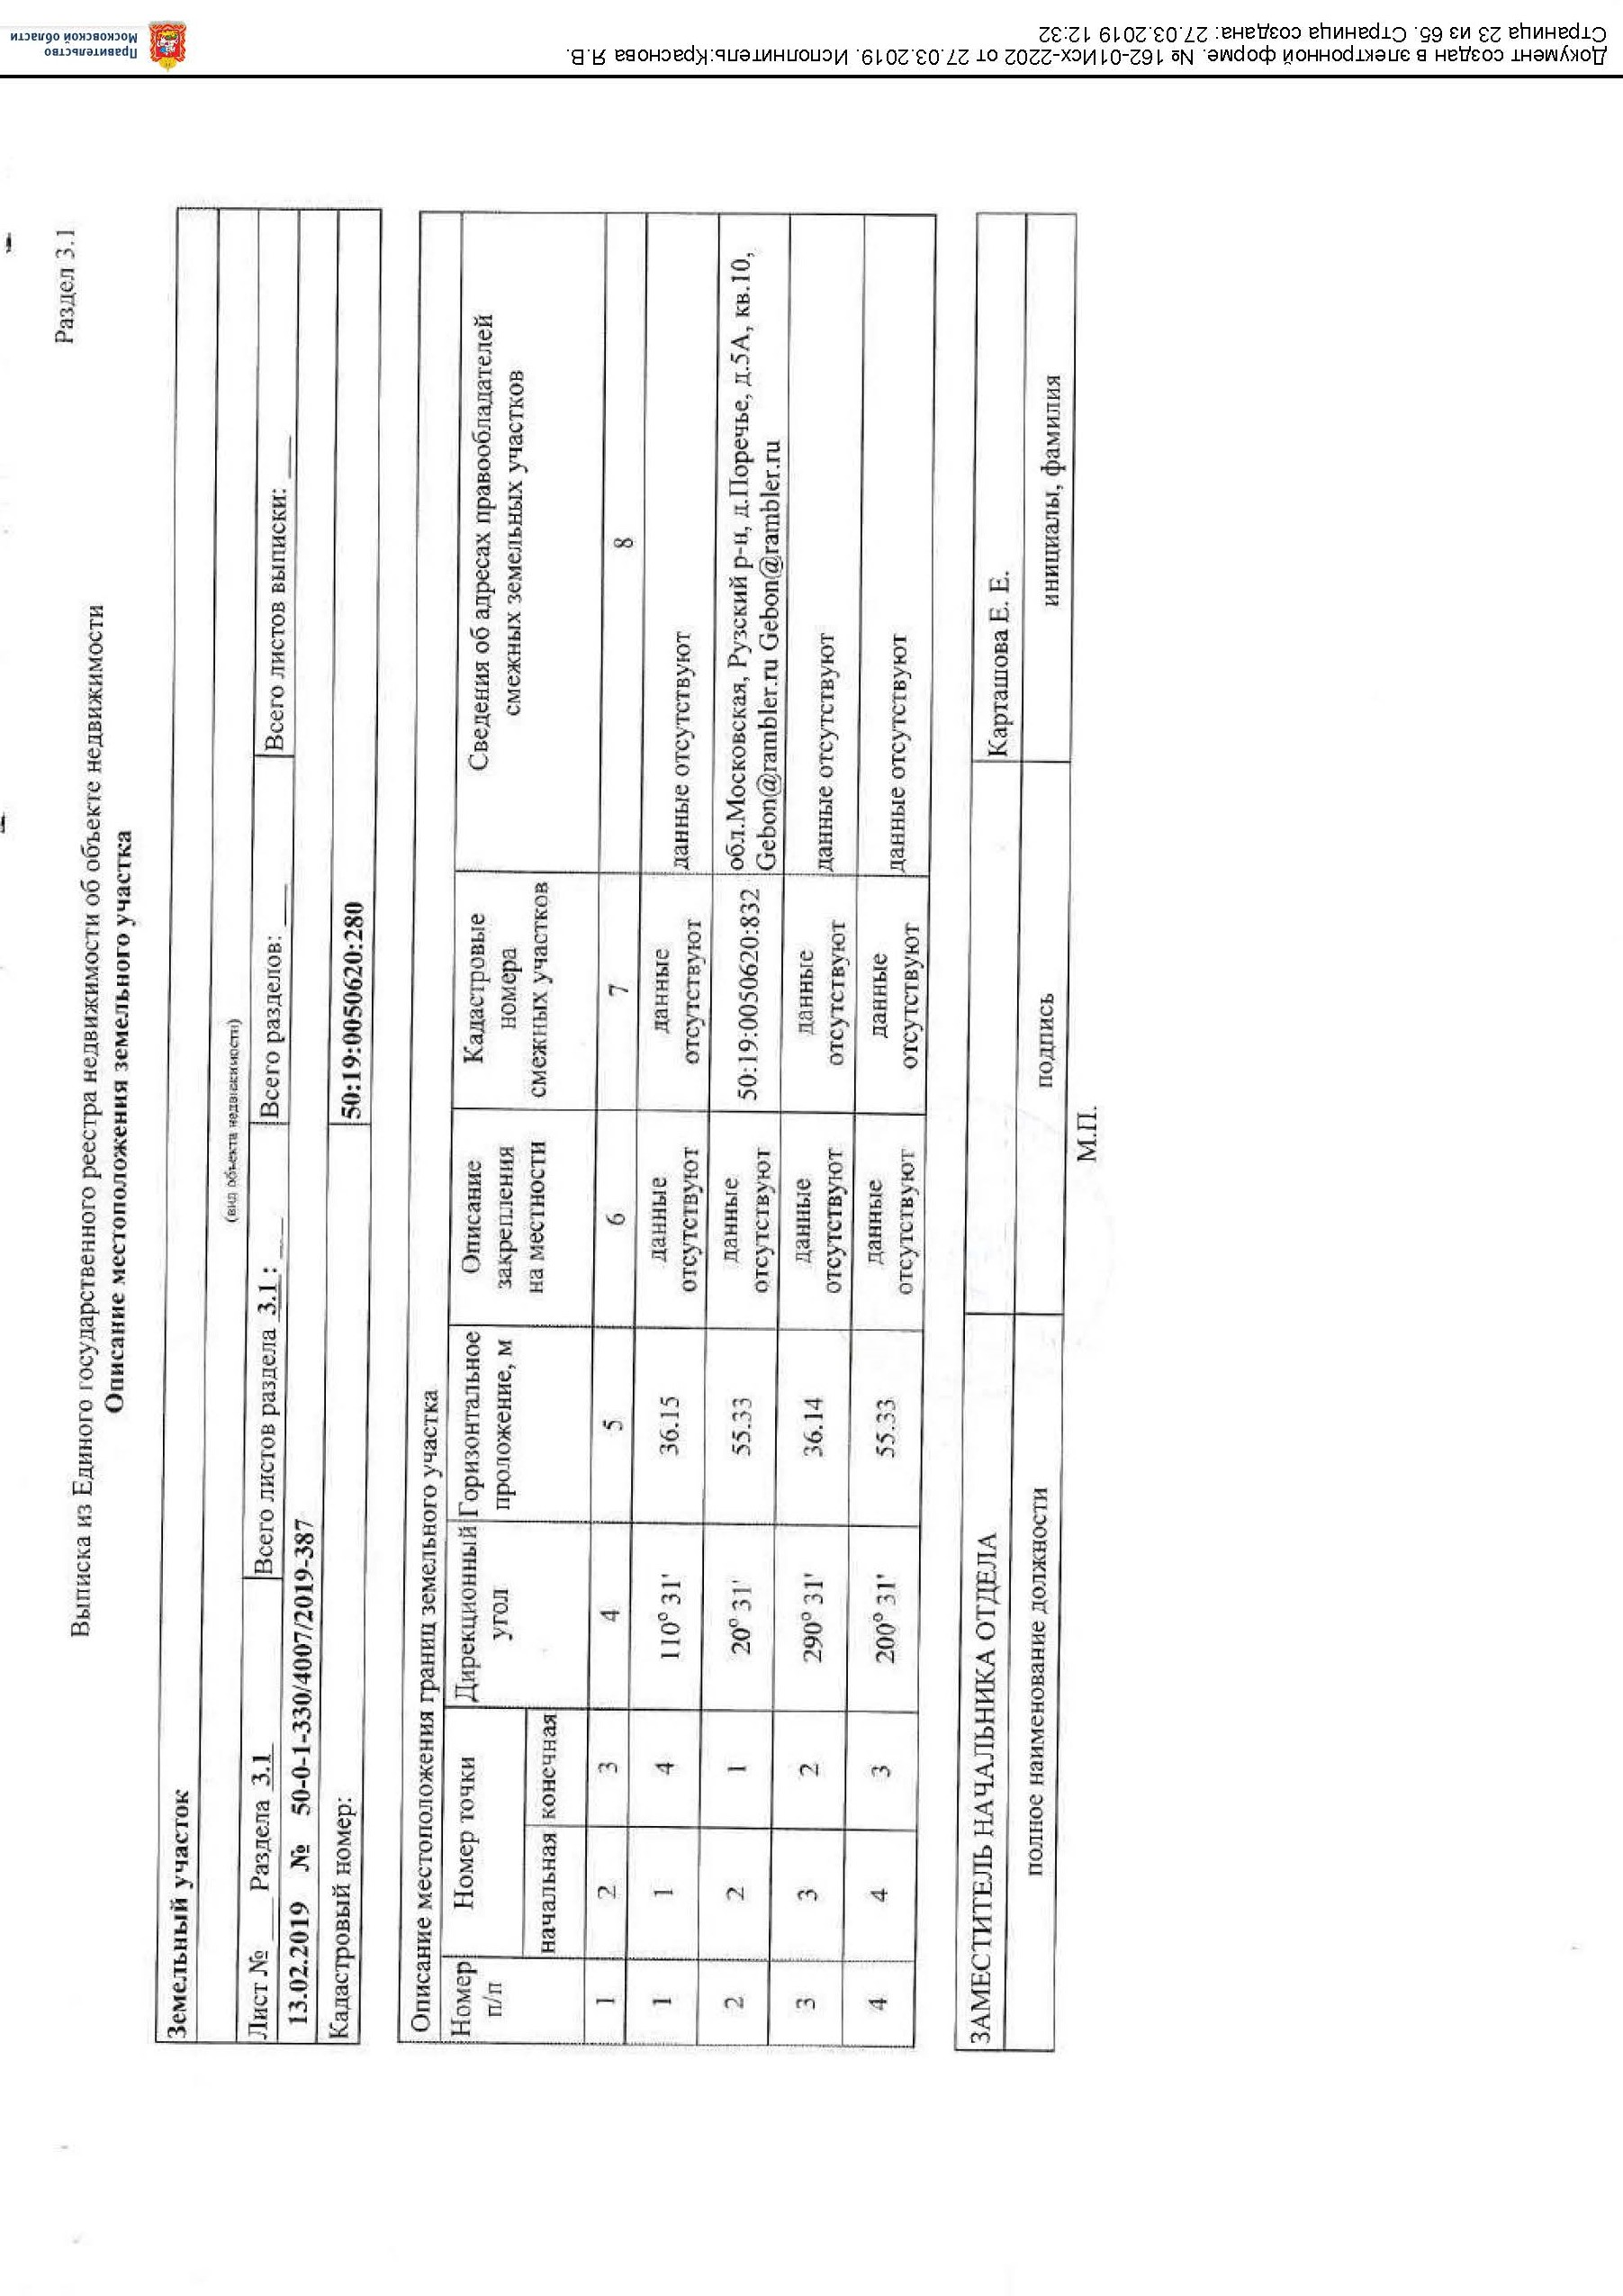 Документ создан в электронной форме. № 162-01Исх-2202 от 27.03.2019. Исполнитель:Краснова Я.В.
Страница 23 из 65. Страница создана: 27.03.2019 12:32
Правительство
Московской области
Раздел 3.1
Выписка из Единого государственного реестра недвижимости об объекте недвижимости
Описание местоположения земельного участка
Земельный участок
(вид объекта недвижимости)
Лист № ___ Раздела 3.1 Всего листов раздела 3.1 : ___ Всего разделов: ___ Всего листов выписки: ___
13.02.2019 № 50-0-1-330/4007/2019-387
Кадастровый номер: 50:19:0050620:280
Описание местоположения границ земельного участка
Номер п/п Номер точки Дирекционный угол Горизонтальное проложение, м Описание закрепления на местности Кадастровые номера смежных участков Сведения об адресах правообладателей смежных земельных участков
начальная конечная
1 2 3 4 5 6 7 8
1 1 4 110° 31' 36.15 данные отсутствуют данные отсутствуют данные отсутствуют
2 2 1 20° 31' 55.33 данные отсутствуют 50:19:0050620:832 обл.Московская, Рузский р-н, д.Поречье, д.5А, кв.10, Gebon@rambler.ru Gebon@rambler.ru
3 3 2 290° 31' 36.14 данные отсутствуют данные отсутствуют данные отсутствуют
4 4 3 200° 31' 55.33 данные отсутствуют данные отсутствуют данные отсутствуют
ЗАМЕСТИТЕЛЬ НАЧАЛЬНИКА ОТДЕЛА Карташова Е. Е.
полное наименование должности подпись инициалы, фамилия
М.П.